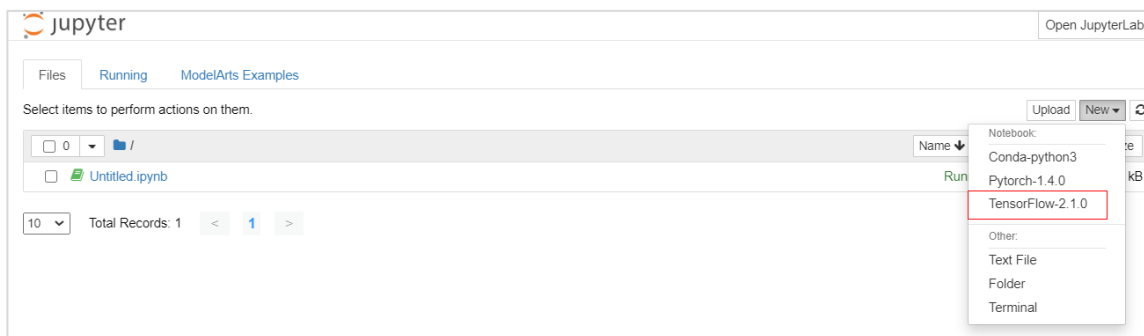 jupyter
Open JupyterLab
Files Running ModelArts Examples
Select items to perform actions on them.
Upload New
0 /
Name
Untitled.ipynb
Run
kB
Notebook:
Conda-python3
Pytorch-1.4.0
TensorFlow-2.1.0
Other:
Text File
Folder
Terminal
10 Total Records: 1 < 1 >